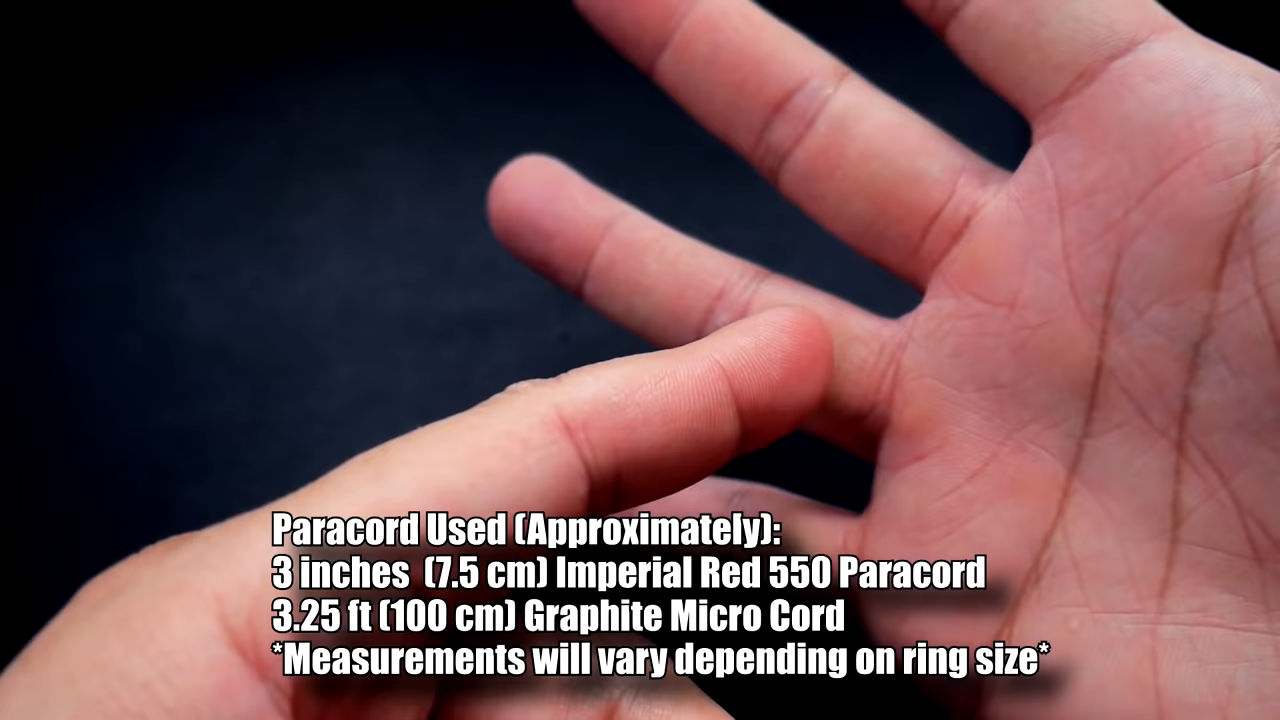 Paracord Used (Approximately):
3 inches  (7.5 cm) Imperial Red 550 Paracord
3.25 ft (100 cm) Graphite Micro Cord
*Measurements will vary depending on ring size*